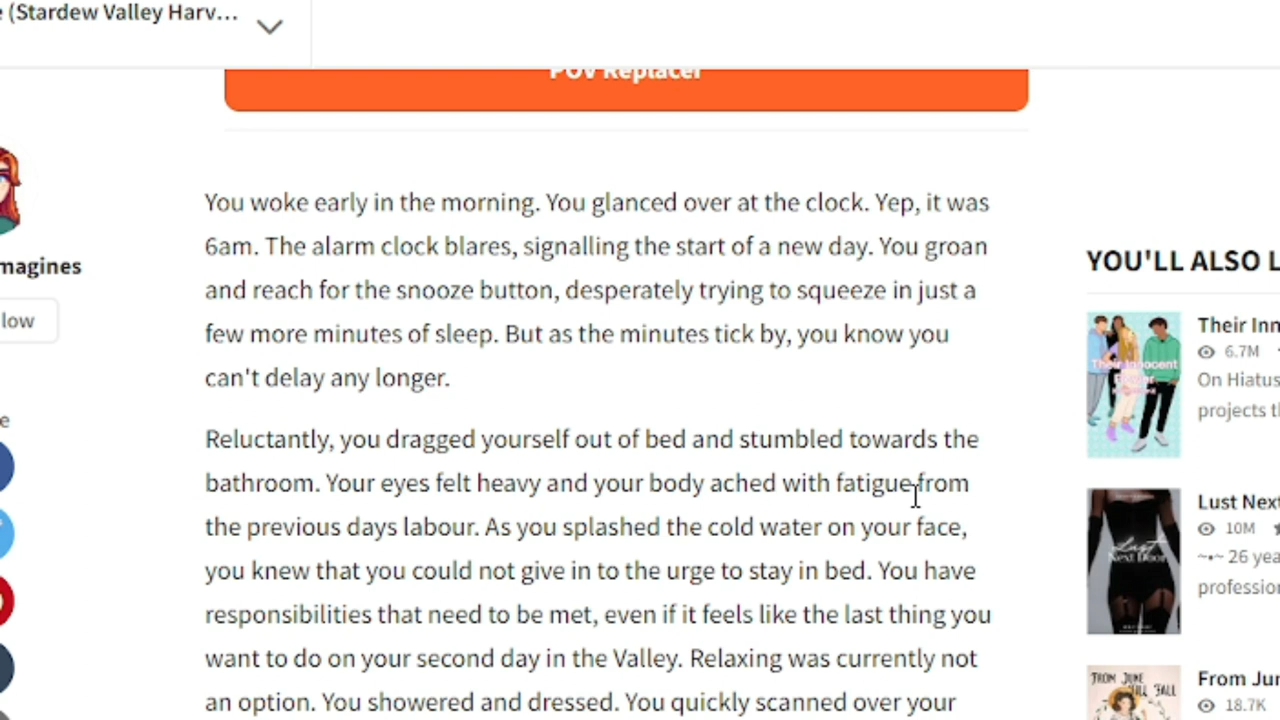 (Stardew Valley Harv...
POV Replacer
magines
low
You woke early in the morning. You glanced over at the clock. Yep, it was
6am. The alarm clock blares, signalling the start of a new day. You groan
and reach for the snooze button, desperately trying to squeeze in just a
few more minutes of sleep. But as the minutes tick by, you know you
can't delay any longer.
Reluctantly, you dragged yourself out of bed and stumbled towards the
bathroom. Your eyes felt heavy and your body ached with fatigue from
the previous days labour. As you splashed the cold water on your face,
you knew that you could not give in to the urge to stay in bed. You have
responsibilities that need to be met, even if it feels like the last thing you
want to do on your second day in the Valley. Relaxing was currently not
an option. You showered and dressed. You quickly scanned over your
YOU'LL ALSO L
Their Inn
6.7M
On Hiatus
projects t
Lust Next
10M
~•~ 26 yea
profession
Lust
Next Door
From Jun
18.7K
FROM JUNE
TILL FALL